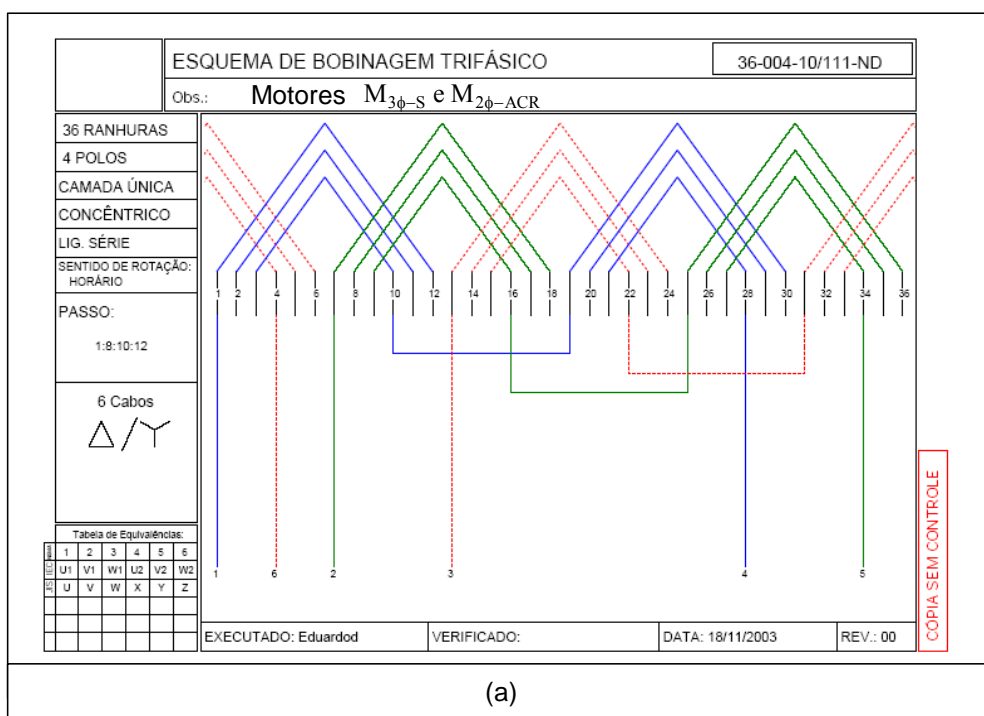 ESQUEMA DE BOBINAGEM TRIFÁSICO
36-004-10/111-ND
Obs.: Motores M3ϕ–S e M2ϕ–ACR
36 RANHURAS
4 POLOS
CAMADA ÚNICA
CONCÊNTRICO
LIG. SÉRIE
SENTIDO DE ROTAÇÃO:
HORÁRIO
PASSO:
1:8:10:12
6 Cabos
△/Y
1 2 4 6 8 10 12 14 16 18 20 22 24 26 28 30 32 34 36
1 6 2 3 4 5
Tabela de Equivalências:
NEMA 1 2 3 4 5 6
IEC U1 V1 W1 U2 V2 W2
JIS U V W X Y Z
EXECUTADO: Eduardod
VERIFICADO:
DATA: 18/11/2003
REV.: 00
CÓPIA SEM CONTROLE
(a)